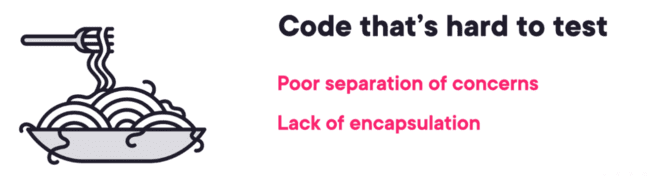 Code that's hard to test
Poor separation of concerns
Lack of encapsulation